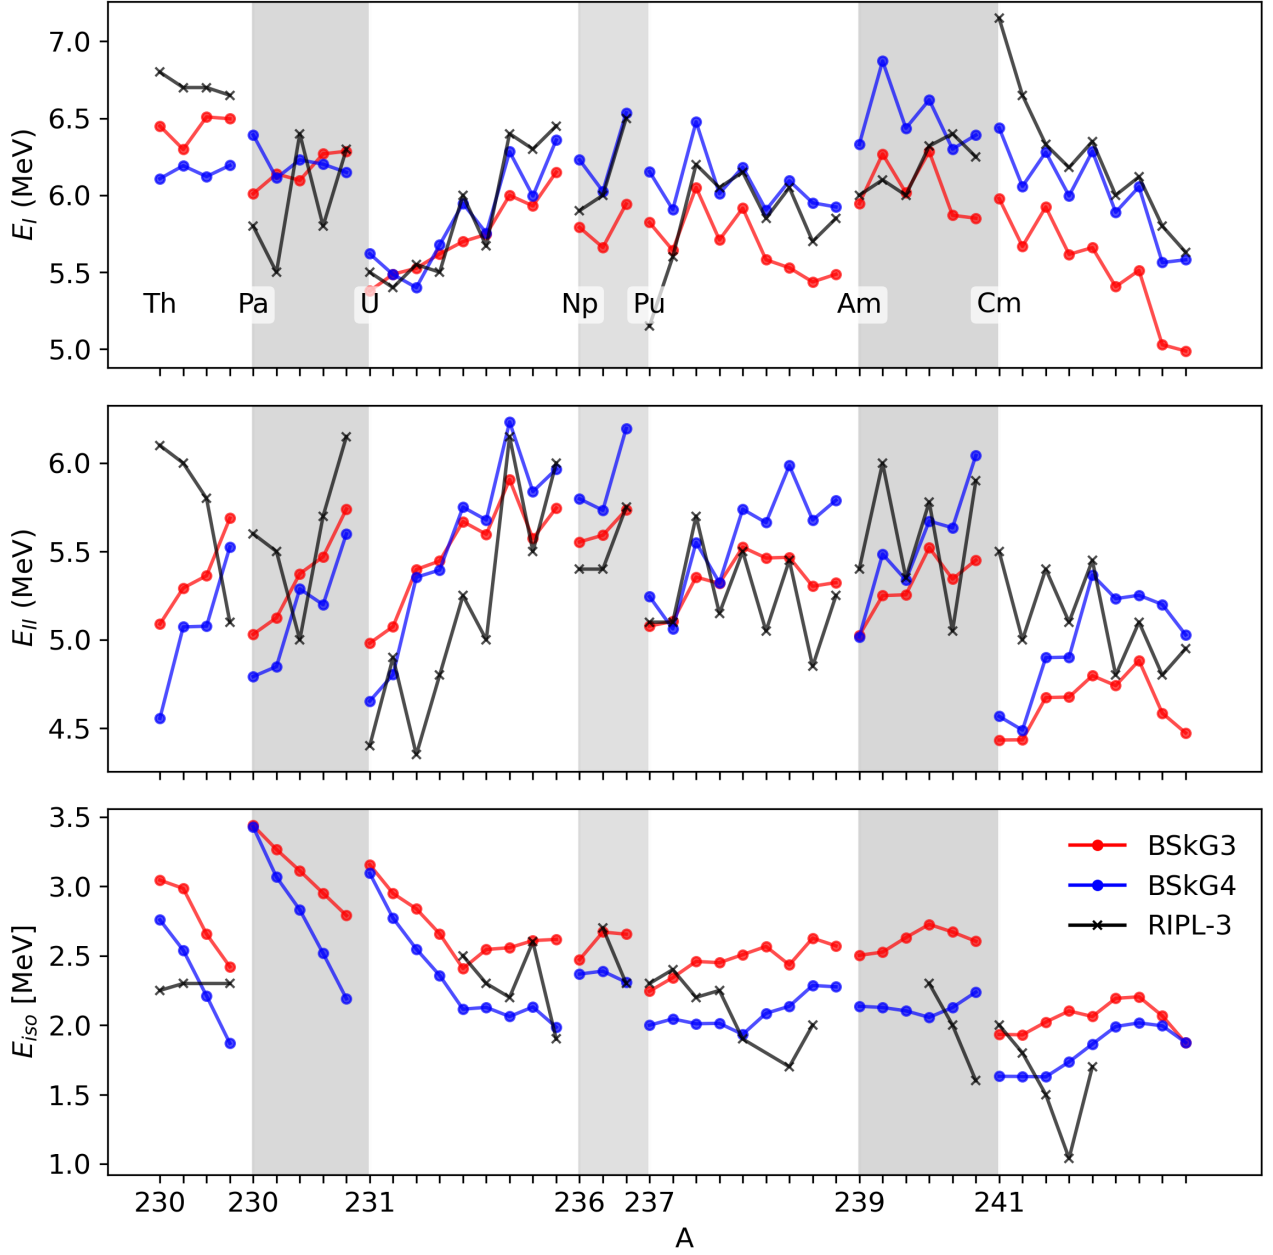 7.0
6.5
6.0
5.5
5.0
E_I (MeV)
Th Pa U Np Pu Am Cm
6.0
5.5
5.0
4.5
E_II (MeV)
3.5
3.0
2.5
2.0
1.5
1.0
E_iso [MeV]
BSkG3
BSkG4
RIPL-3
230 230 231 236 237 239 241
A